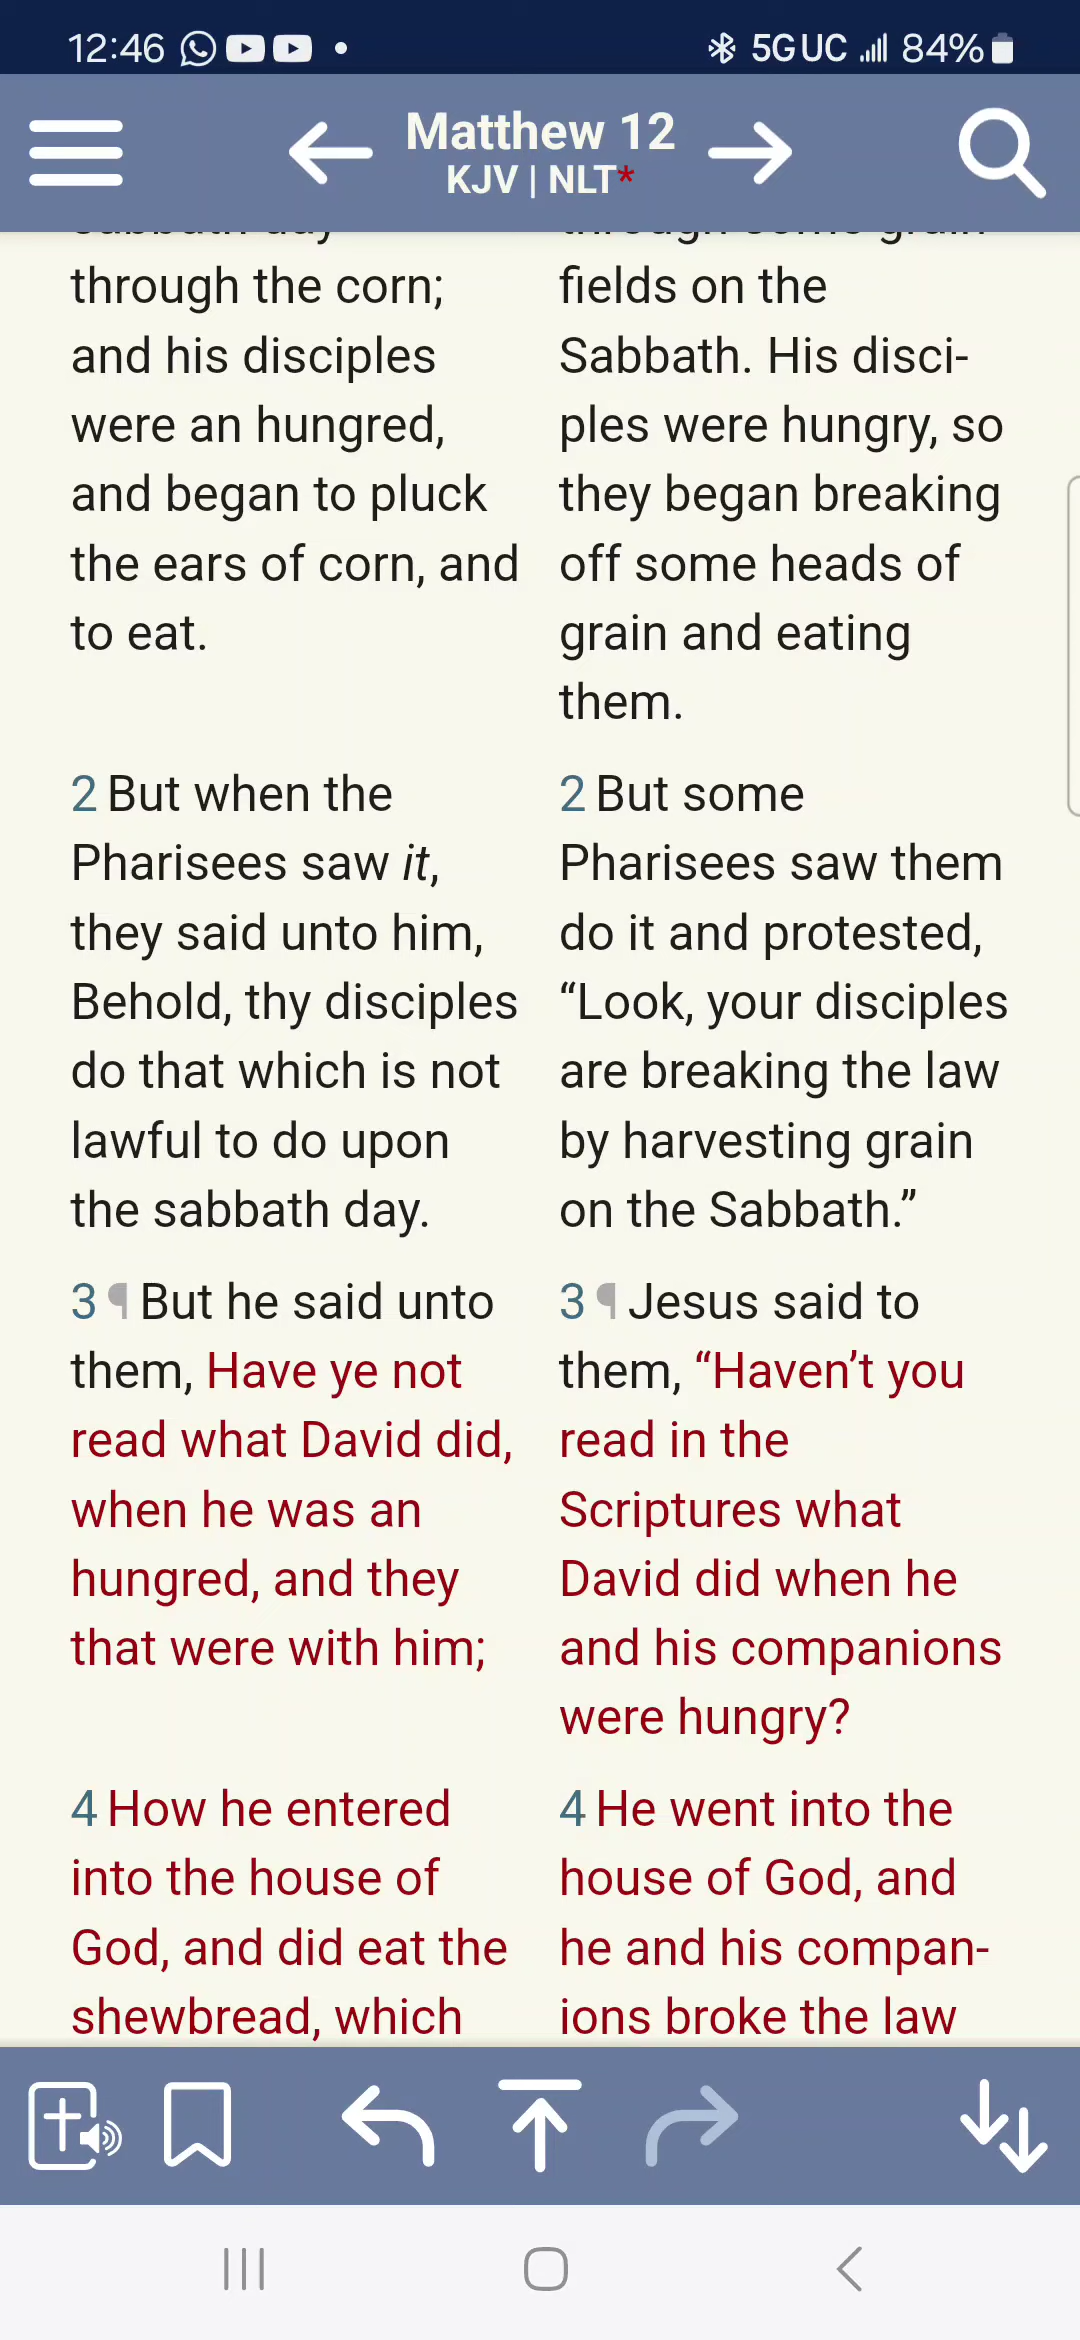 12:46
5G UC 84%
Matthew 12
KJV | NLT*
through the corn;
and his disciples
were an hungred,
and began to pluck
the ears of corn, and
to eat.
2 But when the
Pharisees saw it,
they said unto him,
Behold, thy disciples
do that which is not
lawful to do upon
the sabbath day.
3 ¶ But he said unto
them, Have ye not
read what David did,
when he was an
hungred, and they
that were with him;
4 How he entered
into the house of
God, and did eat the
shewbread, which
fields on the
Sabbath. His disci-
ples were hungry, so
they began breaking
off some heads of
grain and eating
them.
2 But some
Pharisees saw them
do it and protested,
“Look, your disciples
are breaking the law
by harvesting grain
on the Sabbath.”
3 ¶ Jesus said to
them, “Haven’t you
read in the
Scriptures what
David did when he
and his companions
were hungry?
4 He went into the
house of God, and
he and his compan-
ions broke the law